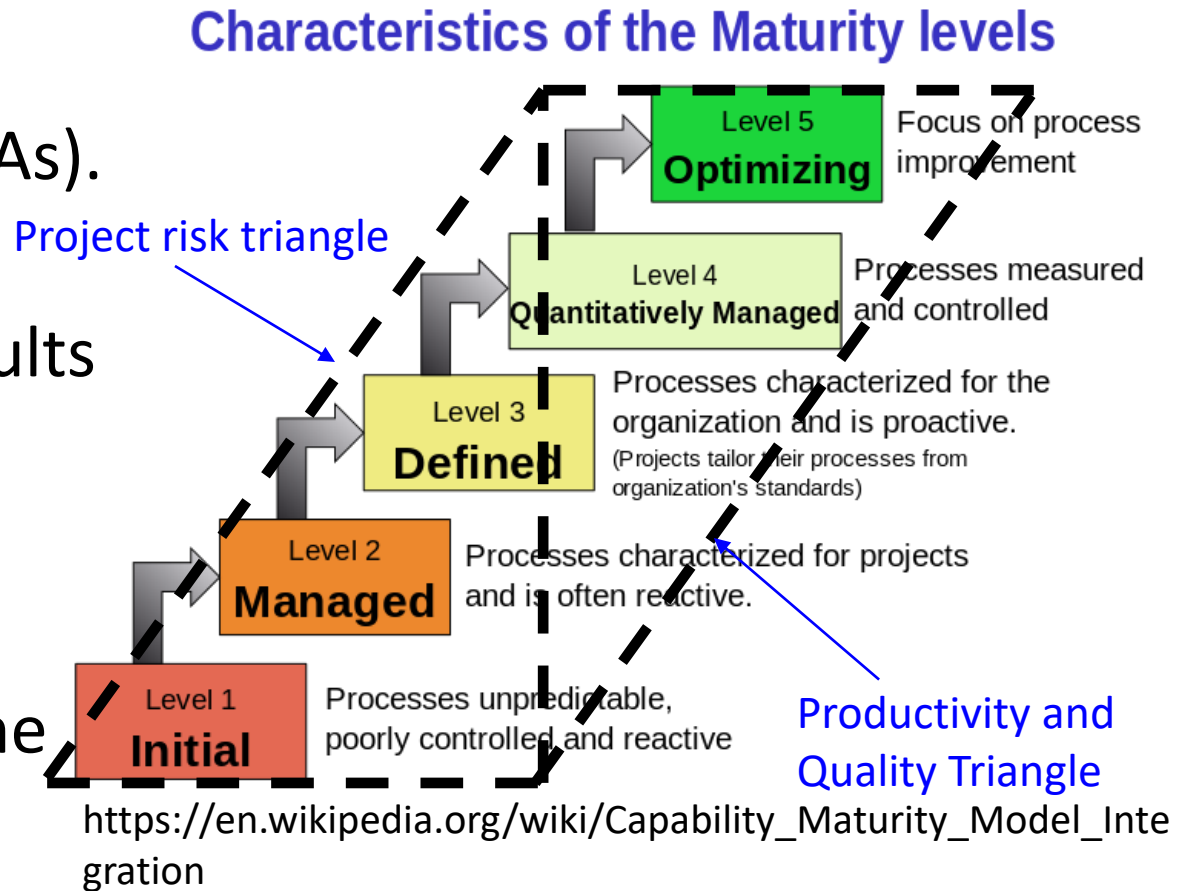 Characteristics of the Maturity levels
As).
Project risk triangle
ults
ne
Level 5
Optimizing
Focus on process
improvement
Level 4
Quantitatively Managed
Processes measured
and controlled
Level 3
Defined
Processes characterized for the
organization and is proactive.
(Projects tailor their processes from
organization's standards)
Level 2
Managed
Processes characterized for projects
and is often reactive.
Level 1
Initial
Processes unpredictable,
poorly controlled and reactive
Productivity and
Quality Triangle
https://en.wikipedia.org/wiki/Capability_Maturity_Model_Inte
gration